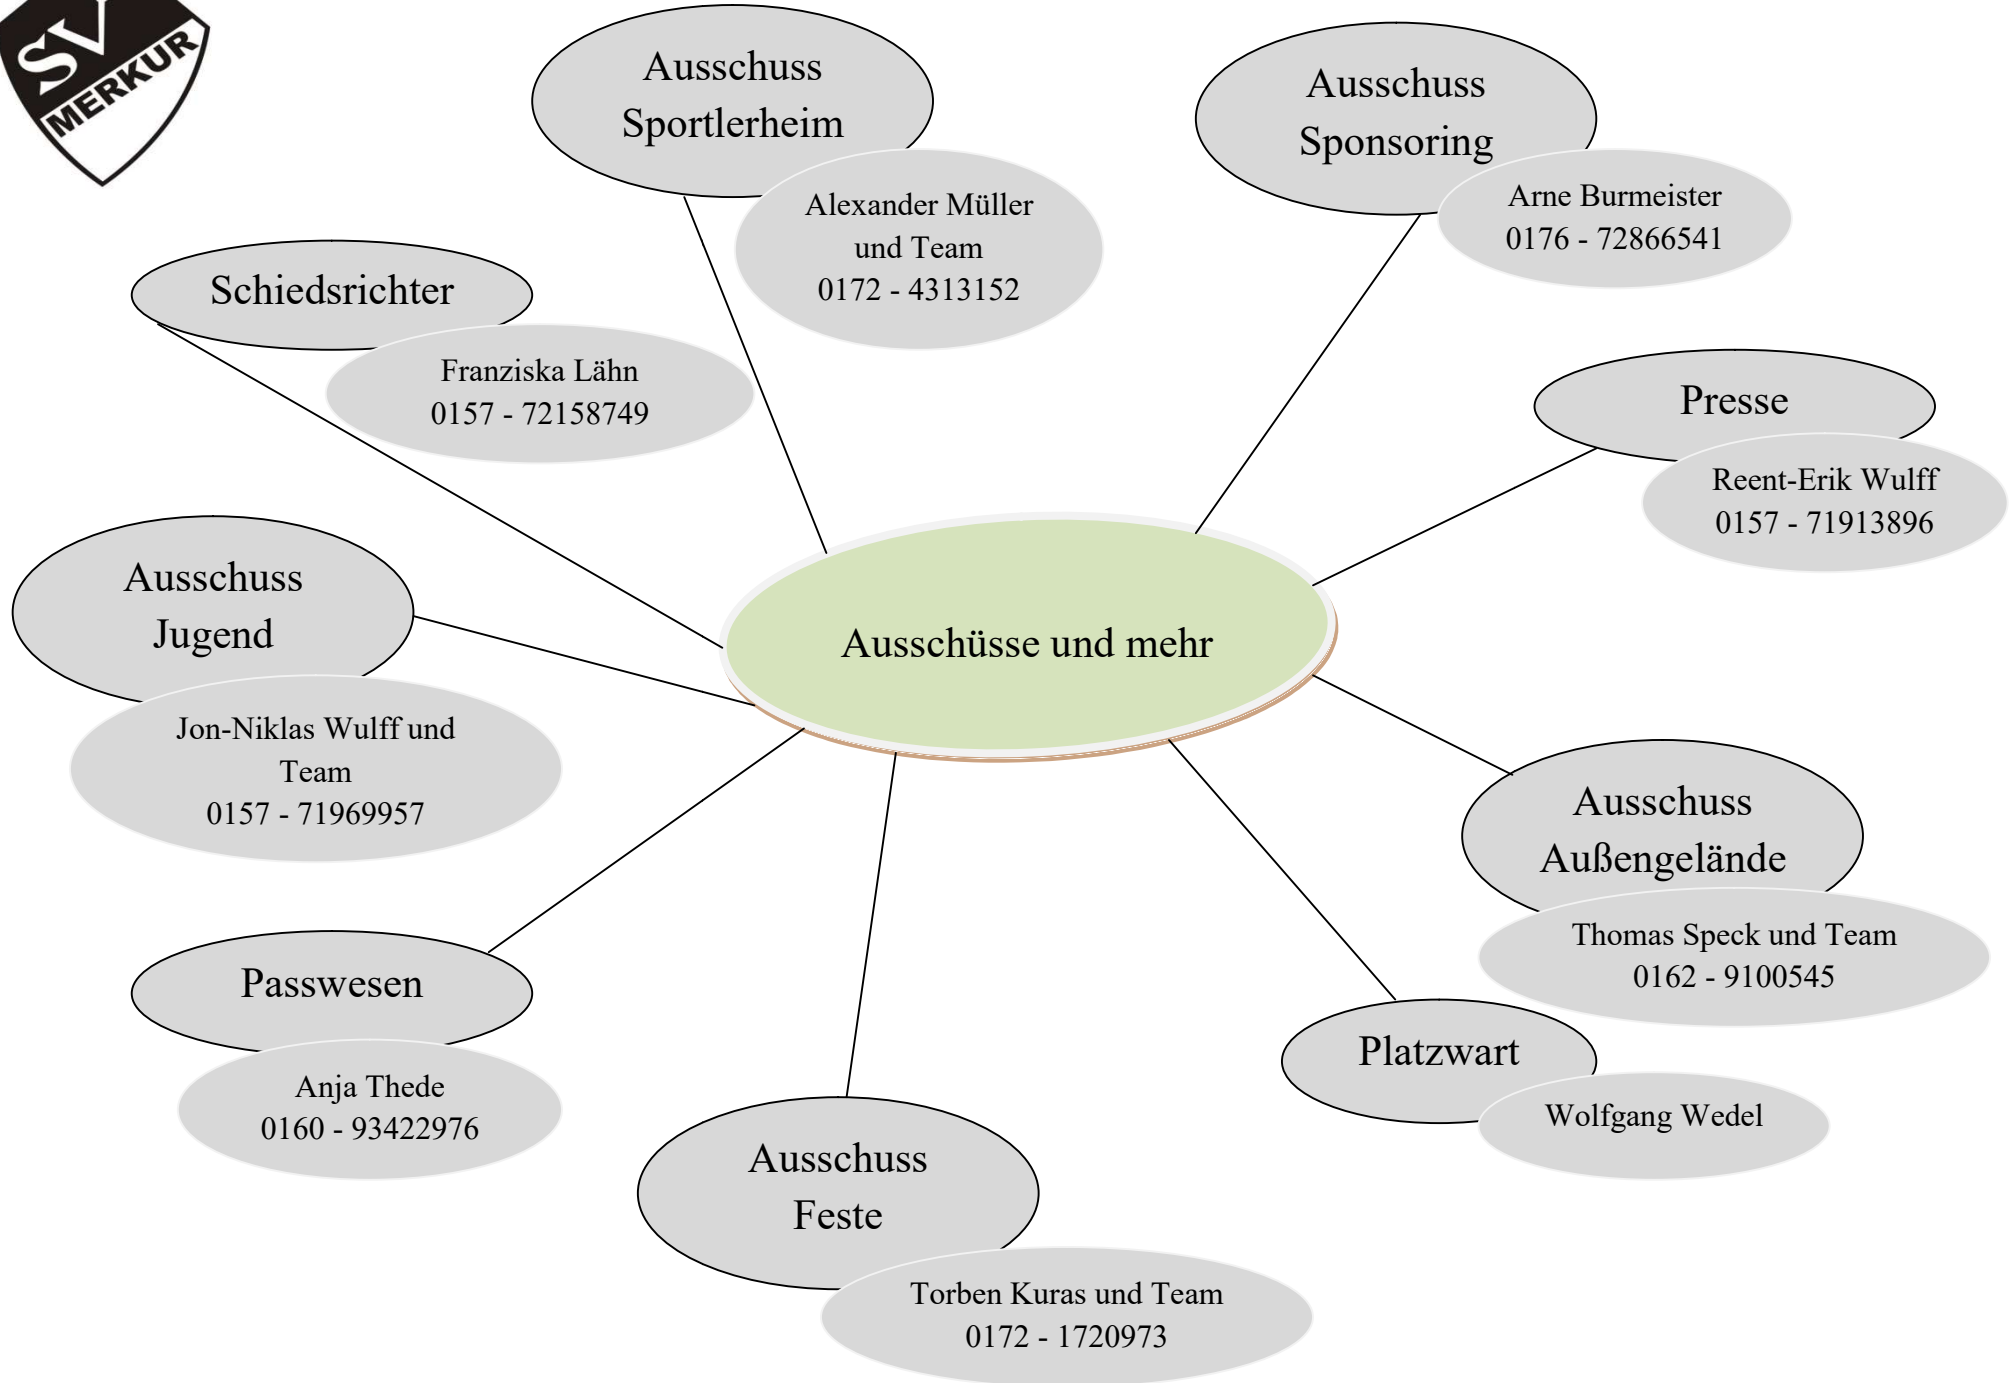 SV
MERKUR
Ausschuss
Sportlerheim
Alexander Müller
und Team
0172 - 4313152
Ausschuss
Sponsoring
Arne Burmeister
0176 - 72866541
Schiedsrichter
Franziska Lähn
0157 - 72158749
Presse
Reent-Erik Wulff
0157 - 71913896
Ausschuss
Jugend
Jon-Niklas Wulff und
Team
0157 - 71969957
Ausschüsse und mehr
Ausschuss
Außengelände
Thomas Speck und Team
0162 - 9100545
Passwesen
Anja Thede
0160 - 93422976
Platzwart
Wolfgang Wedel
Ausschuss
Feste
Torben Kuras und Team
0172 - 1720973